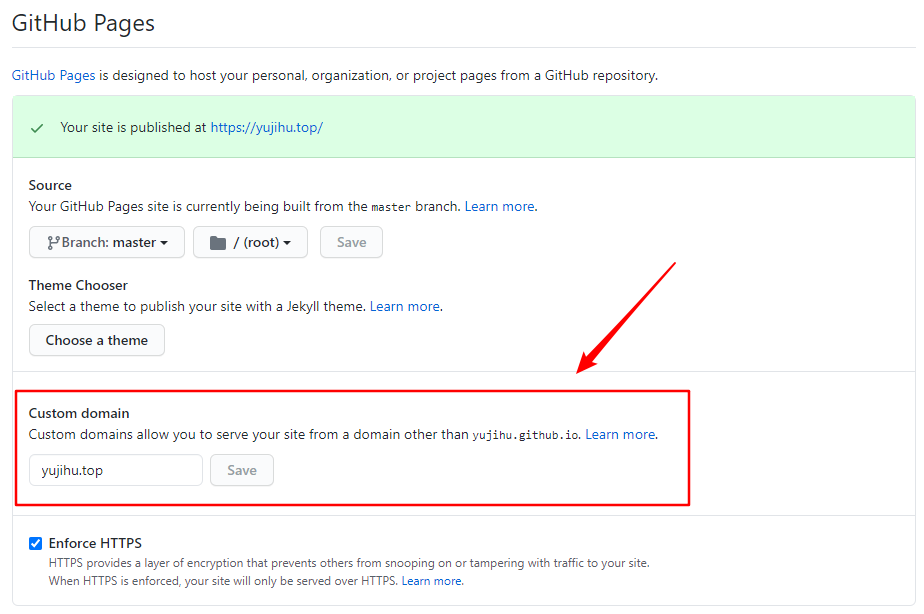 GitHub Pages
GitHub Pages is designed to host your personal, organization, or project pages from a GitHub repository.
Your site is published at https://yujihu.top/
Source
Your GitHub Pages site is currently being built from the master branch. Learn more.
Branch: master
/ (root)
Save
Theme Chooser
Select a theme to publish your site with a Jekyll theme. Learn more.
Choose a theme
Custom domain
Custom domains allow you to serve your site from a domain other than yujihu.github.io. Learn more.
yujihu.top
Save
Enforce HTTPS
HTTPS provides a layer of encryption that prevents others from snooping on or tampering with traffic to your site.
When HTTPS is enforced, your site will only be served over HTTPS. Learn more.